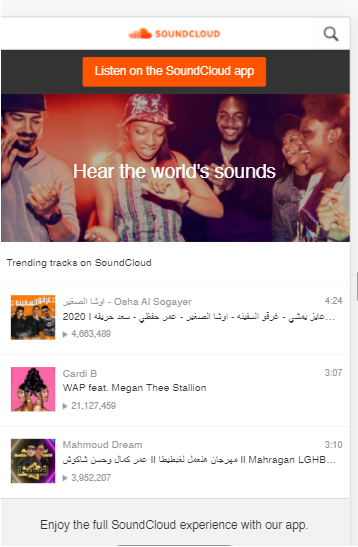 SOUNDCLOUD
Listen on the SoundCloud app
Hear the world's sounds
Trending tracks on SoundCloud
اوشا الصغير - Osha Al Sogayer
4:24
عايز يمشي - غرقو السفينه - اوشا الصغير - عمر حفظي - سعد حريقه | 2020...
4,663,489
Cardi B
3:07
WAP feat. Megan Thee Stallion
21,127,459
Mahmoud Dream
3:10
مهرجان هنعمل لغبطيطا II عمر كمال وحسن شاكوش II Mahragan LGHB...
3,952,207
Enjoy the full SoundCloud experience with our app.